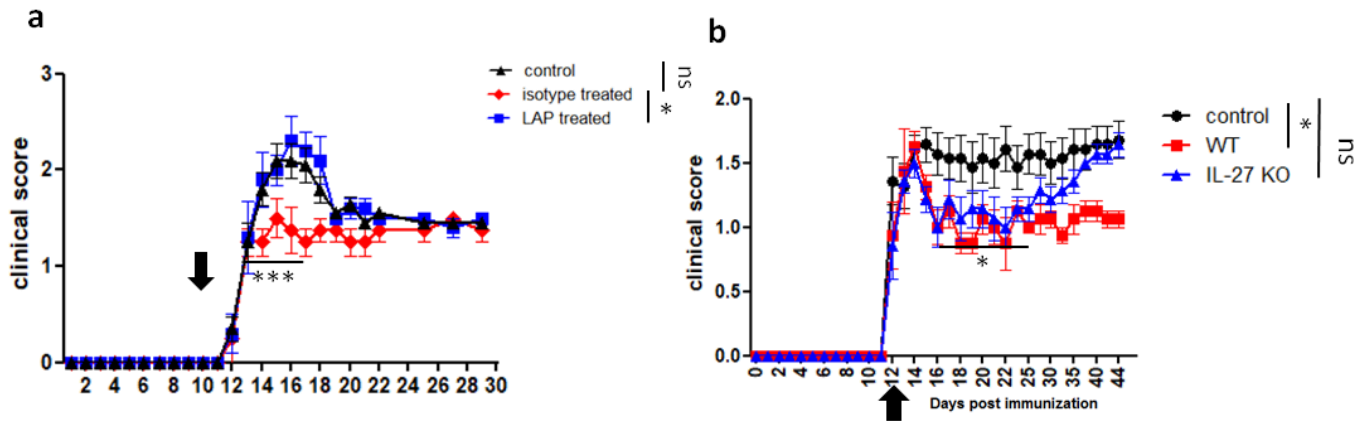 a
control
isotype treated
LAP treated
ns
*
clinical score
3
2
1
0
***
2 4 6 8 10 12 14 16 18 20 22 24 26 28 30
b
control
WT
IL-27 KO
*
ns
clinical score
2.0
1.5
1.0
0.5
0.0
*
0 2 4 6 8 10 12 14 16 18 20 22 25 30 35 40 44
Days post immunization